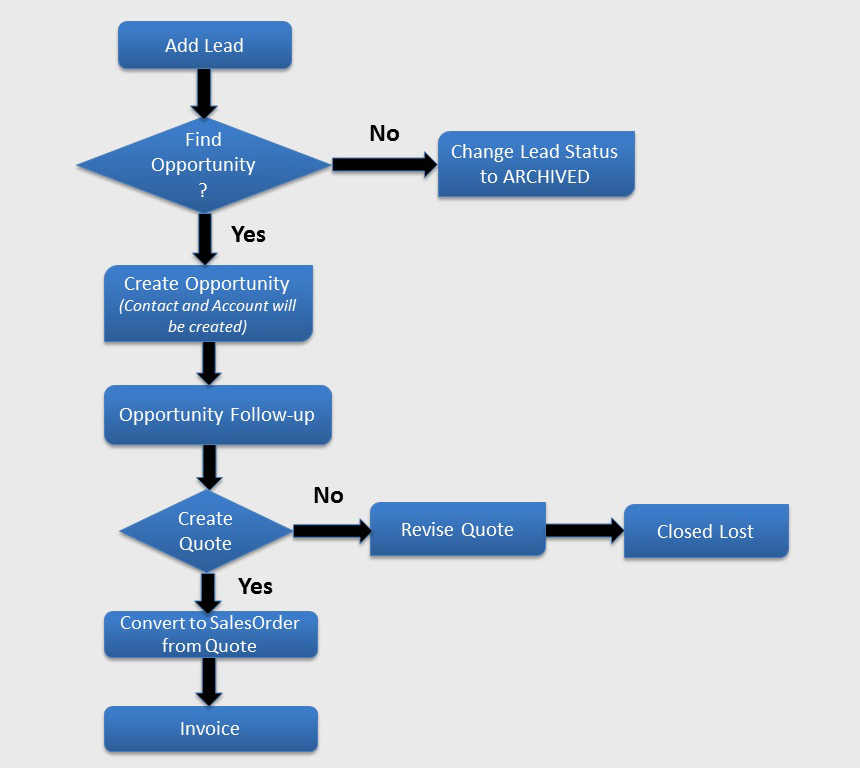 Add Lead
Find
Opportunity
?
No
Change Lead Status
to ARCHIVED
Yes
Create Opportunity
(Contact and Account will
be created)
Opportunity Follow-up
Create
Quote
No
Revise Quote
Closed Lost
Yes
Convert to SalesOrder
from Quote
Invoice